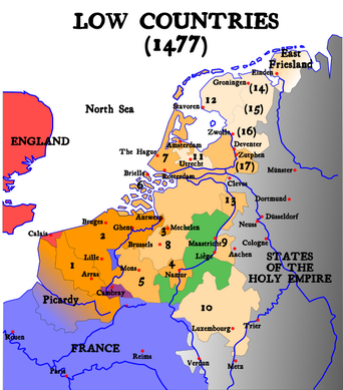 LOW COUNTRIES
(1477)
East
Friesland
Emden
Groningen
(14)
Stavoren
12
(15)
North Sea
Zwolle
(16)
Amsterdam
Deventer
ENGLAND
The Hague
7
11
Zutphen
Utrecht
(17)
Münster
Brielle
Rotterdam
6
Cleves
13
Dortmund
Antwerp
Düsseldorf
Bruges
Ghent
3
Mechelen
Neuss
Calais
2
Brussels
8
Maastricht
9
Cologne
Lille
Liège
Aachen
STATES
OF THE
HOLY EMPIRE
1
Mons
4
Arras
5
Namur
Cambray
Picardy
10
Luxembourg
Trier
Rouen
FRANCE
Reims
Verdun
Metz
Paris